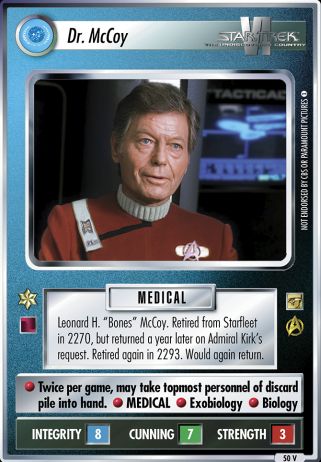 Dr. McCoy
STAR TREK
VI
THE UNDISCOVERED COUNTRY
TACTICAL
NOT ENDORSED BY CBS OR PARAMOUNT PICTURES
MEDICAL
Leonard H. "Bones" McCoy. Retired from Starfleet
in 2270, but returned a year later on Admiral Kirk's
request. Retired again in 2293. Would again return.
● Twice per game, may take topmost personnel of discard
pile into hand. ● MEDICAL ● Exobiology ● Biology
INTEGRITY 8 CUNNING 7 STRENGTH 3
50 V